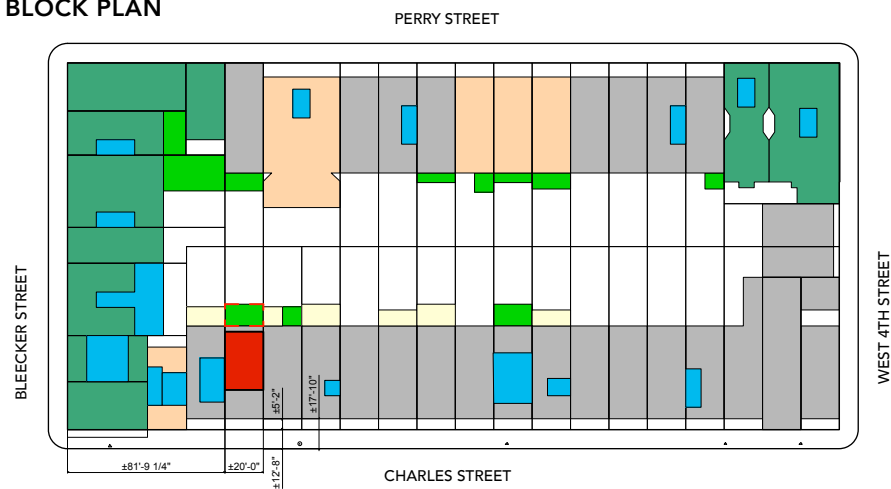 BLOCK PLAN
PERRY STREET
BLEECKER STREET
WEST 4TH STREET
±5'-2"
±17'-10"
±81'-9 1/4"
±20'-0"
±12'-8"
CHARLES STREET